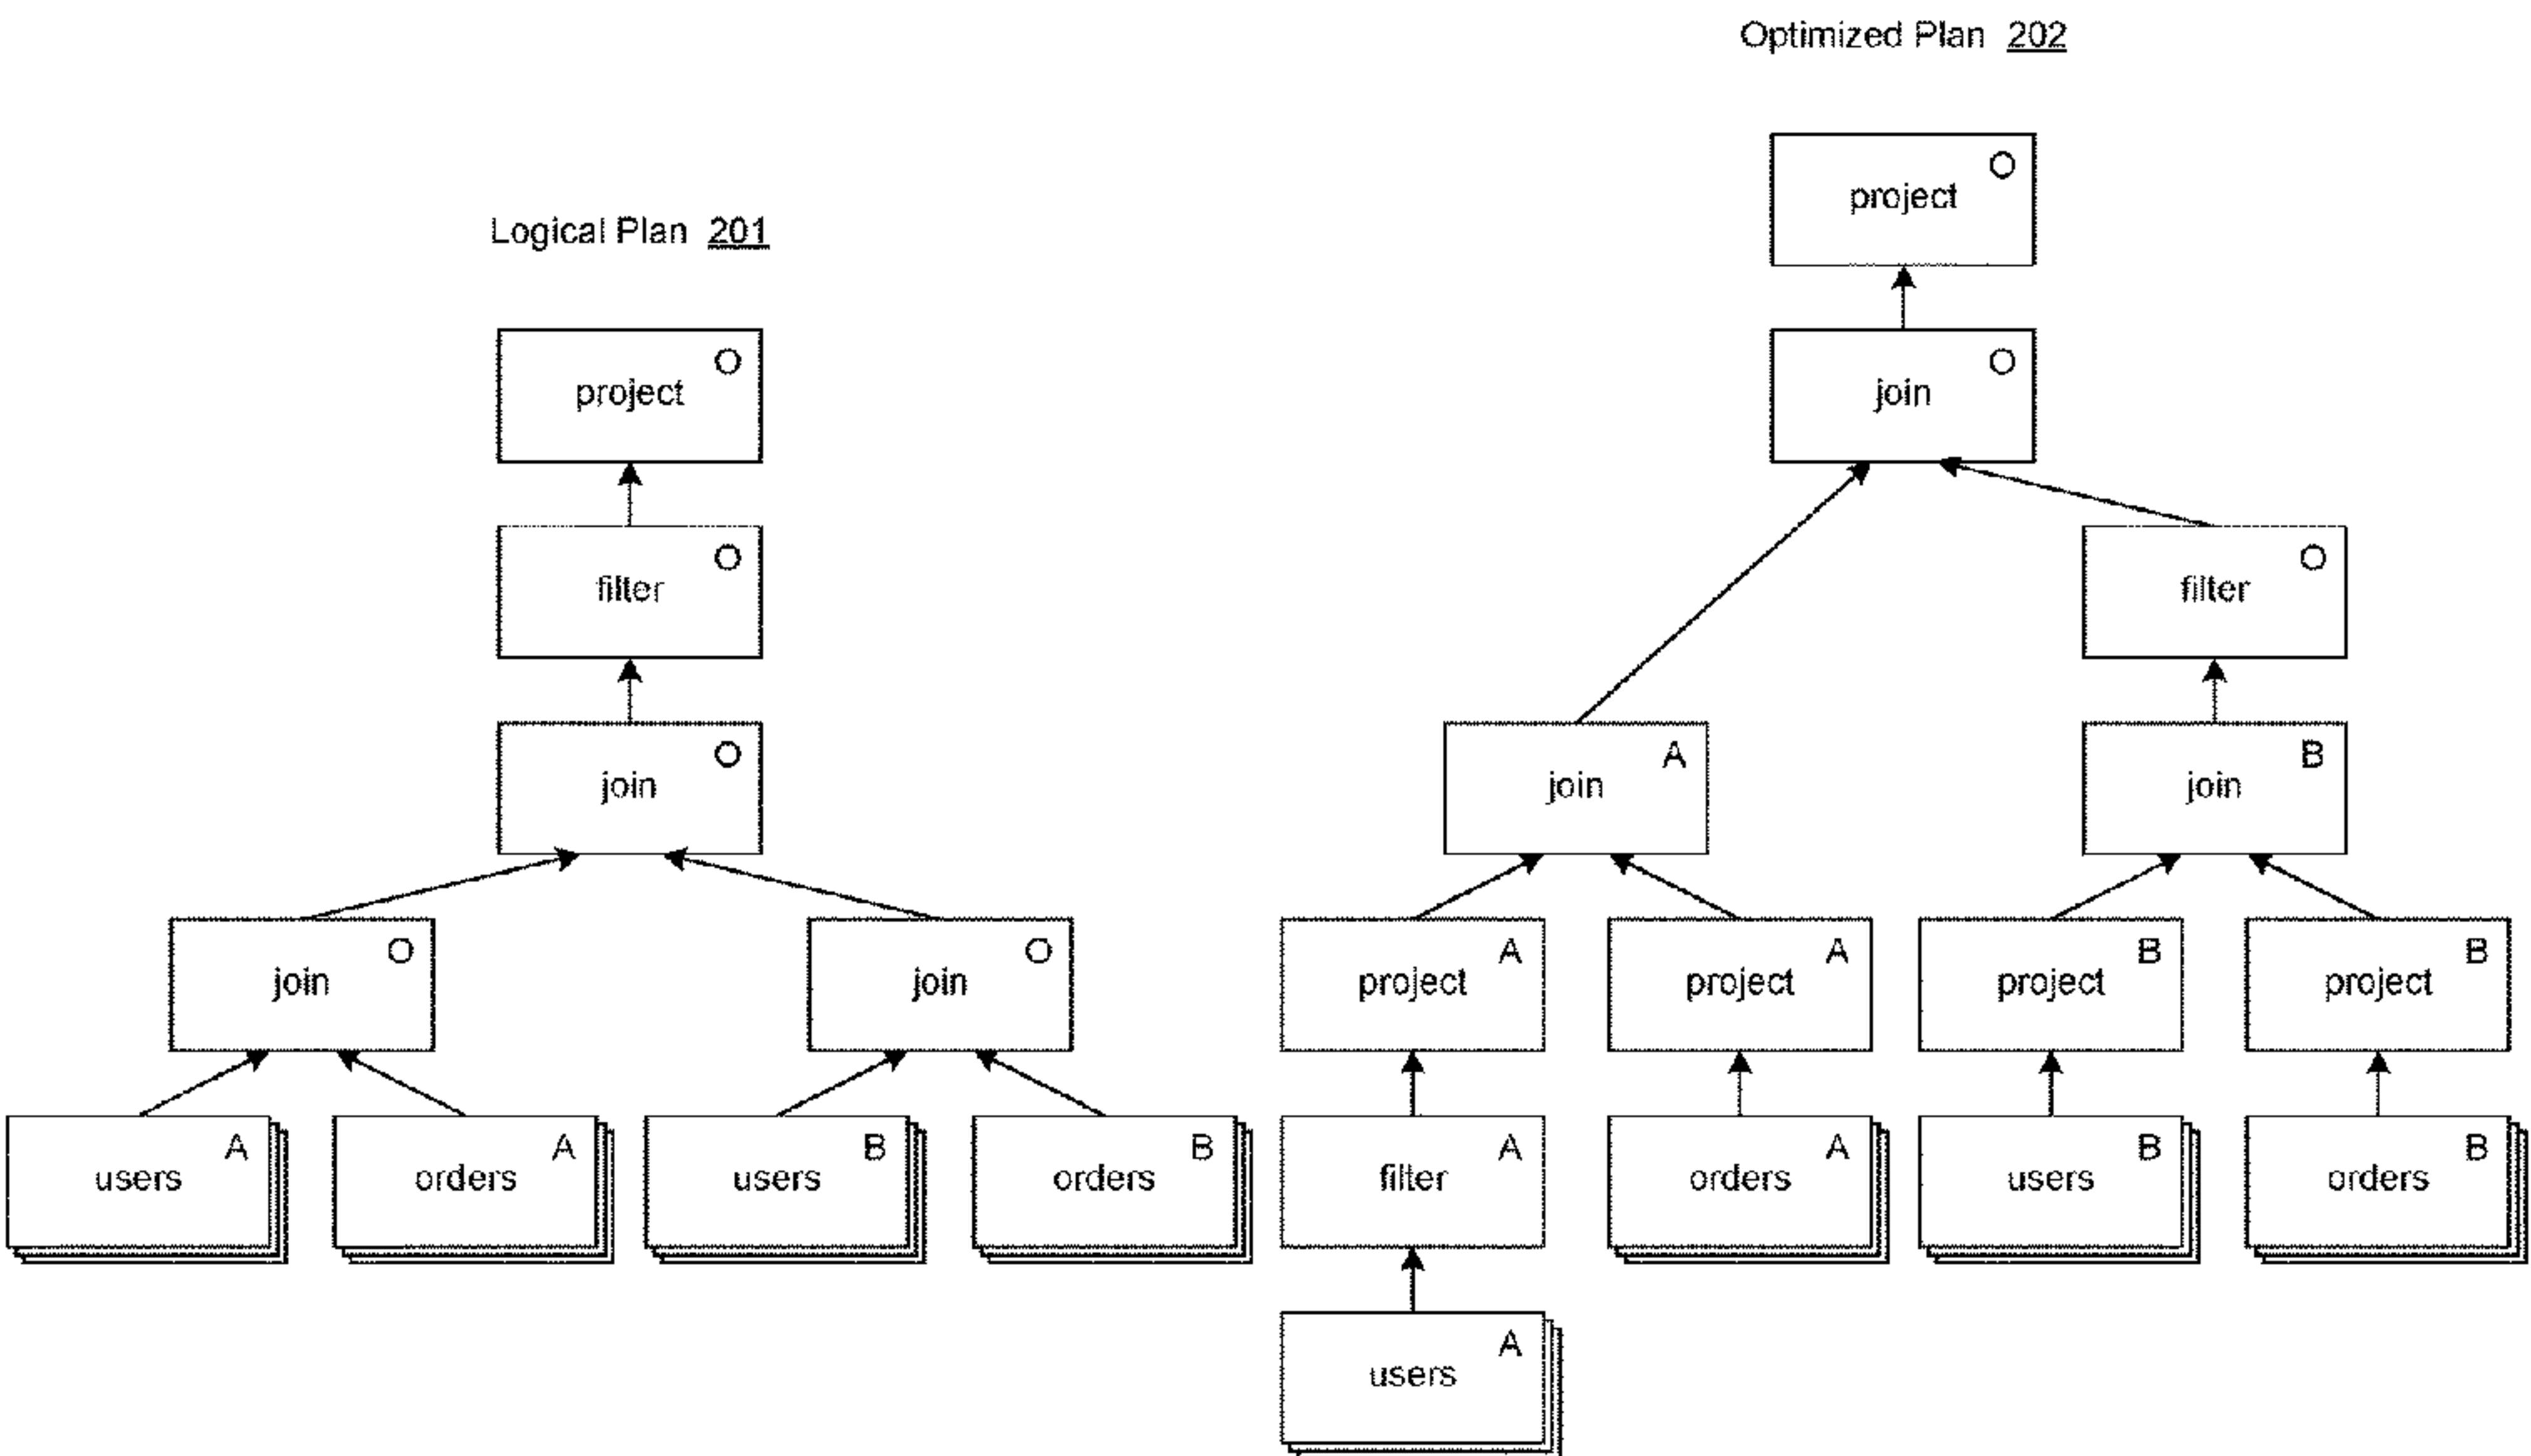 Optimized Plan 202
O
project
Logical Plan 201
O
project
O
join
O
filter
O
filter
O
join
A
join
B
join
O
join
O
join
A
project
A
project
B
project
B
project
A
users
A
orders
B
users
B
orders
A
filter
A
orders
B
users
B
orders
A
users